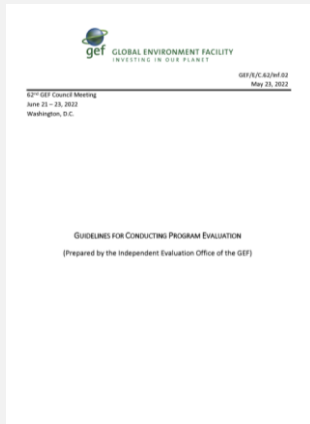 gef
GLOBAL ENVIRONMENT FACILITY
INVESTING IN OUR PLANET
GEF/E/C.62/Inf.02
May 23, 2022
62nd GEF Council Meeting
June 21 – 23, 2022
Washington, D.C.
GUIDELINES FOR CONDUCTING PROGRAM EVALUATION
(Prepared by the Independent Evaluation Office of the GEF)